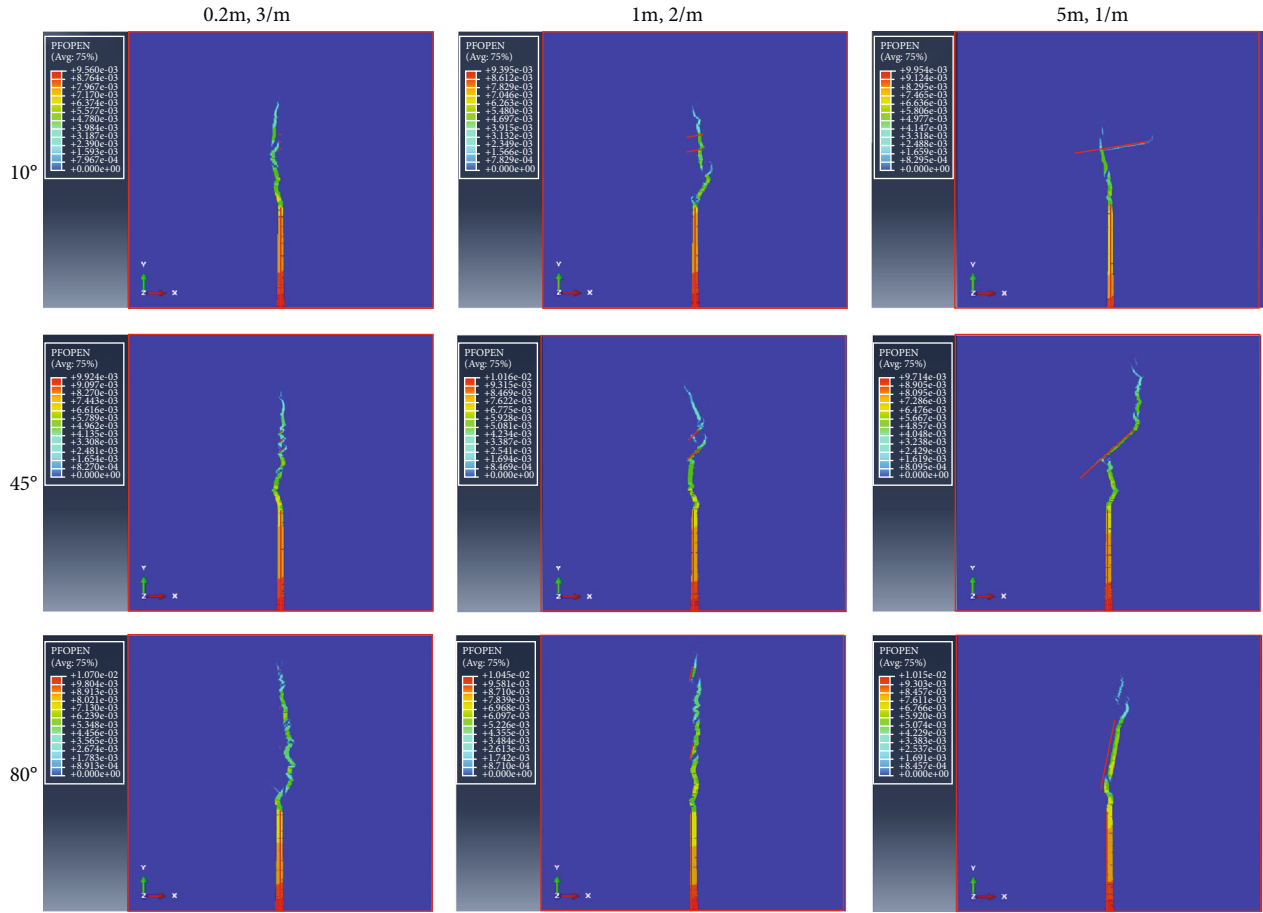 0.2m, 3/m
1m, 2/m
5m, 1/m
10°
PFOPEN
(Avg: 75%)
+9.560e-03
+8.764e-03
+7.967e-03
+7.170e-03
+6.374e-03
+5.577e-03
+4.780e-03
+3.984e-03
+3.187e-03
+2.390e-03
+1.593e-03
+7.967e-04
+0.000e+00
Y
Z X
PFOPEN
(Avg: 75%)
+9.395e-03
+8.612e-03
+7.829e-03
+7.046e-03
+6.263e-03
+5.480e-03
+4.697e-03
+3.915e-03
+3.132e-03
+2.349e-03
+1.566e-03
+7.829e-04
+0.000e+00
Y
Z X
PFOPEN
(Avg: 75%)
+9.954e-03
+9.124e-03
+8.295e-03
+7.465e-03
+6.636e-03
+5.806e-03
+4.977e-03
+4.147e-03
+3.318e-03
+2.488e-03
+1.659e-03
+8.295e-04
+0.000e+00
Y
Z X
45°
PFOPEN
(Avg: 75%)
+9.924e-03
+9.097e-03
+8.270e-03
+7.443e-03
+6.616e-03
+5.789e-03
+4.962e-03
+4.135e-03
+3.308e-03
+2.481e-03
+1.654e-03
+8.270e-04
+0.000e+00
Y
Z X
PFOPEN
(Avg: 75%)
+1.016e-02
+9.315e-03
+8.469e-03
+7.622e-03
+6.775e-03
+5.928e-03
+5.081e-03
+4.234e-03
+3.387e-03
+2.541e-03
+1.694e-03
+8.469e-04
+0.000e+00
Y
Z X
PFOPEN
(Avg: 75%)
+9.714e-03
+8.905e-03
+8.095e-03
+7.286e-03
+6.476e-03
+5.667e-03
+4.857e-03
+4.048e-03
+3.238e-03
+2.429e-03
+1.619e-03
+8.095e-04
+0.000e+00
Y
Z X
80°
PFOPEN
(Avg: 75%)
+1.070e-02
+9.804e-03
+8.913e-03
+8.021e-03
+7.130e-03
+6.239e-03
+5.348e-03
+4.456e-03
+3.565e-03
+2.674e-03
+1.783e-03
+8.913e-04
+0.000e+00
Y
Z X
PFOPEN
(Avg: 75%)
+1.045e-02
+9.581e-03
+8.710e-03
+7.839e-03
+6.968e-03
+6.097e-03
+5.226e-03
+4.355e-03
+3.484e-03
+2.613e-03
+1.742e-03
+8.710e-04
+0.000e+00
Y
Z X
PFOPEN
(Avg: 75%)
+1.015e-02
+9.303e-03
+8.457e-03
+7.611e-03
+6.766e-03
+5.920e-03
+5.074e-03
+4.229e-03
+3.383e-03
+2.537e-03
+1.691e-03
+8.457e-04
+0.000e+00
Y
Z X